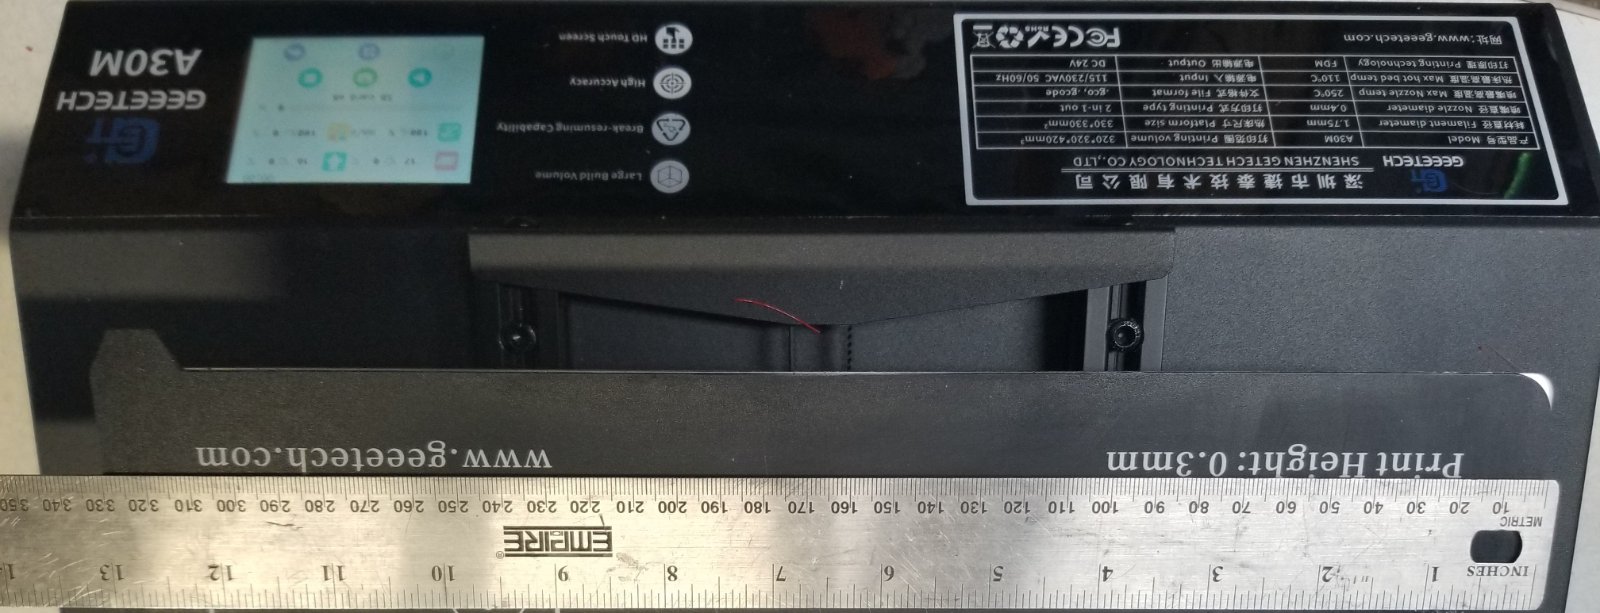 INCHES 1 2 3 4 5 6 7 8 9 10 11 12 13
EMPIRE®
METRIC
10 20 30 40 50 60 70 80 90 100 110 120 130 140 150 160 170 180 190 200 210 220 230 240 250 260 270 280 290 300 310 320 330 340 350
Print Height: 0.3mm
www.geeetech.com
深圳市捷泰技术有限公司
GEEETECH SHENZHEN GETECH TECHNOLOGY CO.,LTD
产品型号 Model A30M 打印范围 Printing volume 320*320*420mm³
耗材直径 Filament diameter 1.75mm 热床尺寸 Platform size 330*330mm²
喷嘴直径 Nozzle diameter 0.4mm 打印方式 Printing type 2 in-1 out
喷嘴最高温度 Max Nozzle temp 250℃ 文件格式 File format .gco, .gcode
热床最高温度 Max hot bed temp 110℃ 电源输入 Input 115/230VAC 50/60Hz
打印原理 Printing technology FDM 电源输出 Output DC 24V
网址: www.geeetech.com FC CE RoHS
Large Build Volume
Break-resuming Capability
High Accuracy
HD Touch Screen
GEEETECH
A30M